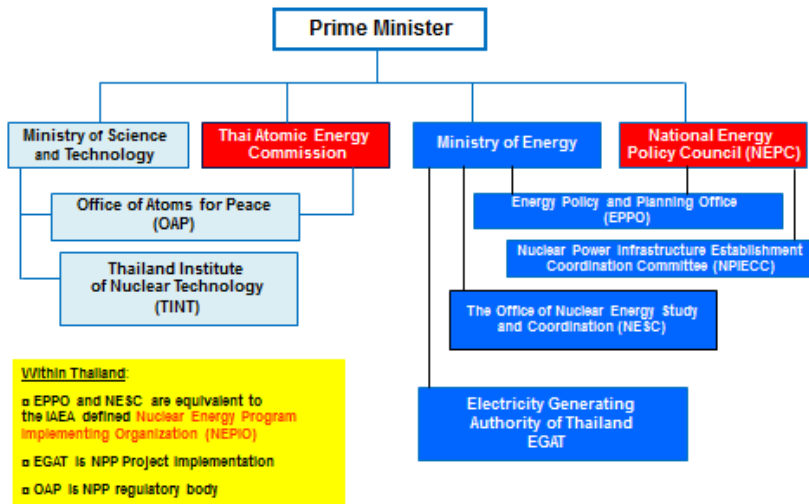 Prime Minister
Ministry of Science
and Technology
Thai Atomic Energy
Commission
Ministry of Energy
National Energy
Policy Council (NEPC)
Office of Atoms for Peace
(OAP)
Energy Policy and Planning Office
(EPPO)
Nuclear Power Infrastructure Establishment
Coordination Committee (NPIECC)
Thailand Institute
of Nuclear Technology
(TINT)
The Office of Nuclear Energy Study
and Coordination (NESC)
Within Thailand:
¤ EPPO and NESC are equivalent to
the IAEA defined Nuclear Energy Program
Implementing Organization (NEPIO)
¤ EGAT is NPP Project Implementation
¤ OAP is NPP regulatory body
Electricity Generating
Authority of Thailand
EGAT